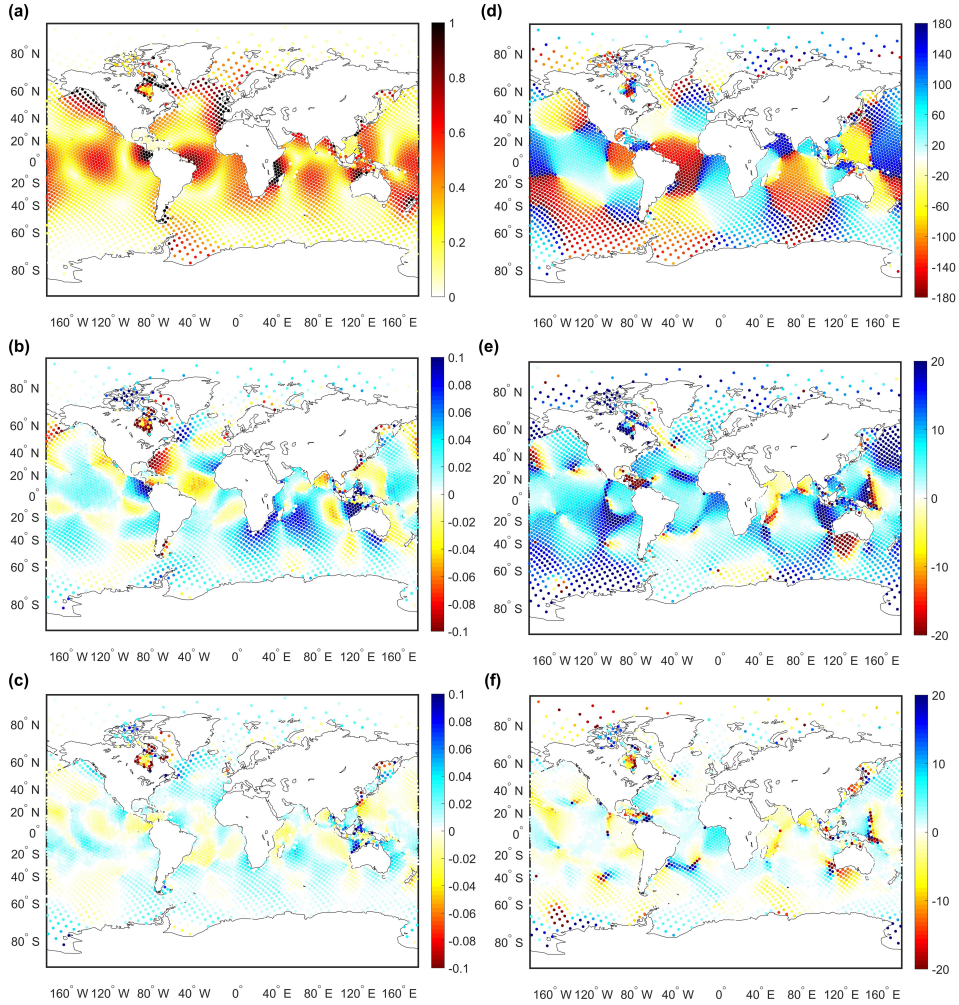 (a)
80° N
60° N
40° N
20° N
0°
20° S
40° S
60° S
80° S
160° W 120° W 80° W 40° W 0° 40° E 80° E 120° E 160° E
1
0.8
0.6
0.4
0.2
0
(d)
80° N
60° N
40° N
20° N
0°
20° S
40° S
60° S
80° S
160° W 120° W 80° W 40° W 0° 40° E 80° E 120° E 160° E
180
140
100
60
20
-20
-60
-100
-140
-180
(b)
80° N
60° N
40° N
20° N
0°
20° S
40° S
60° S
80° S
160° W 120° W 80° W 40° W 0° 40° E 80° E 120° E 160° E
0.1
0.08
0.06
0.04
0.02
0
-0.02
-0.04
-0.06
-0.08
-0.1
(e)
80° N
60° N
40° N
20° N
0°
20° S
40° S
60° S
80° S
160° W 120° W 80° W 40° W 0° 40° E 80° E 120° E 160° E
20
10
0
-10
-20
(c)
80° N
60° N
40° N
20° N
0°
20° S
40° S
60° S
80° S
160° W 120° W 80° W 40° W 0° 40° E 80° E 120° E 160° E
0.1
0.08
0.06
0.04
0.02
0
-0.02
-0.04
-0.06
-0.08
-0.1
(f)
80° N
60° N
40° N
20° N
0°
20° S
40° S
60° S
80° S
160° W 120° W 80° W 40° W 0° 40° E 80° E 120° E 160° E
20
10
0
-10
-20